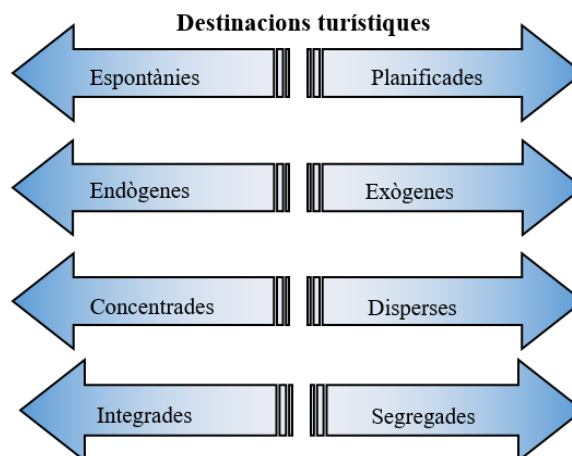 Destinacions turístiques
Espontànies Planificades
Endògenes Exògenes
Concentrades Disperses
Integrades Segregades